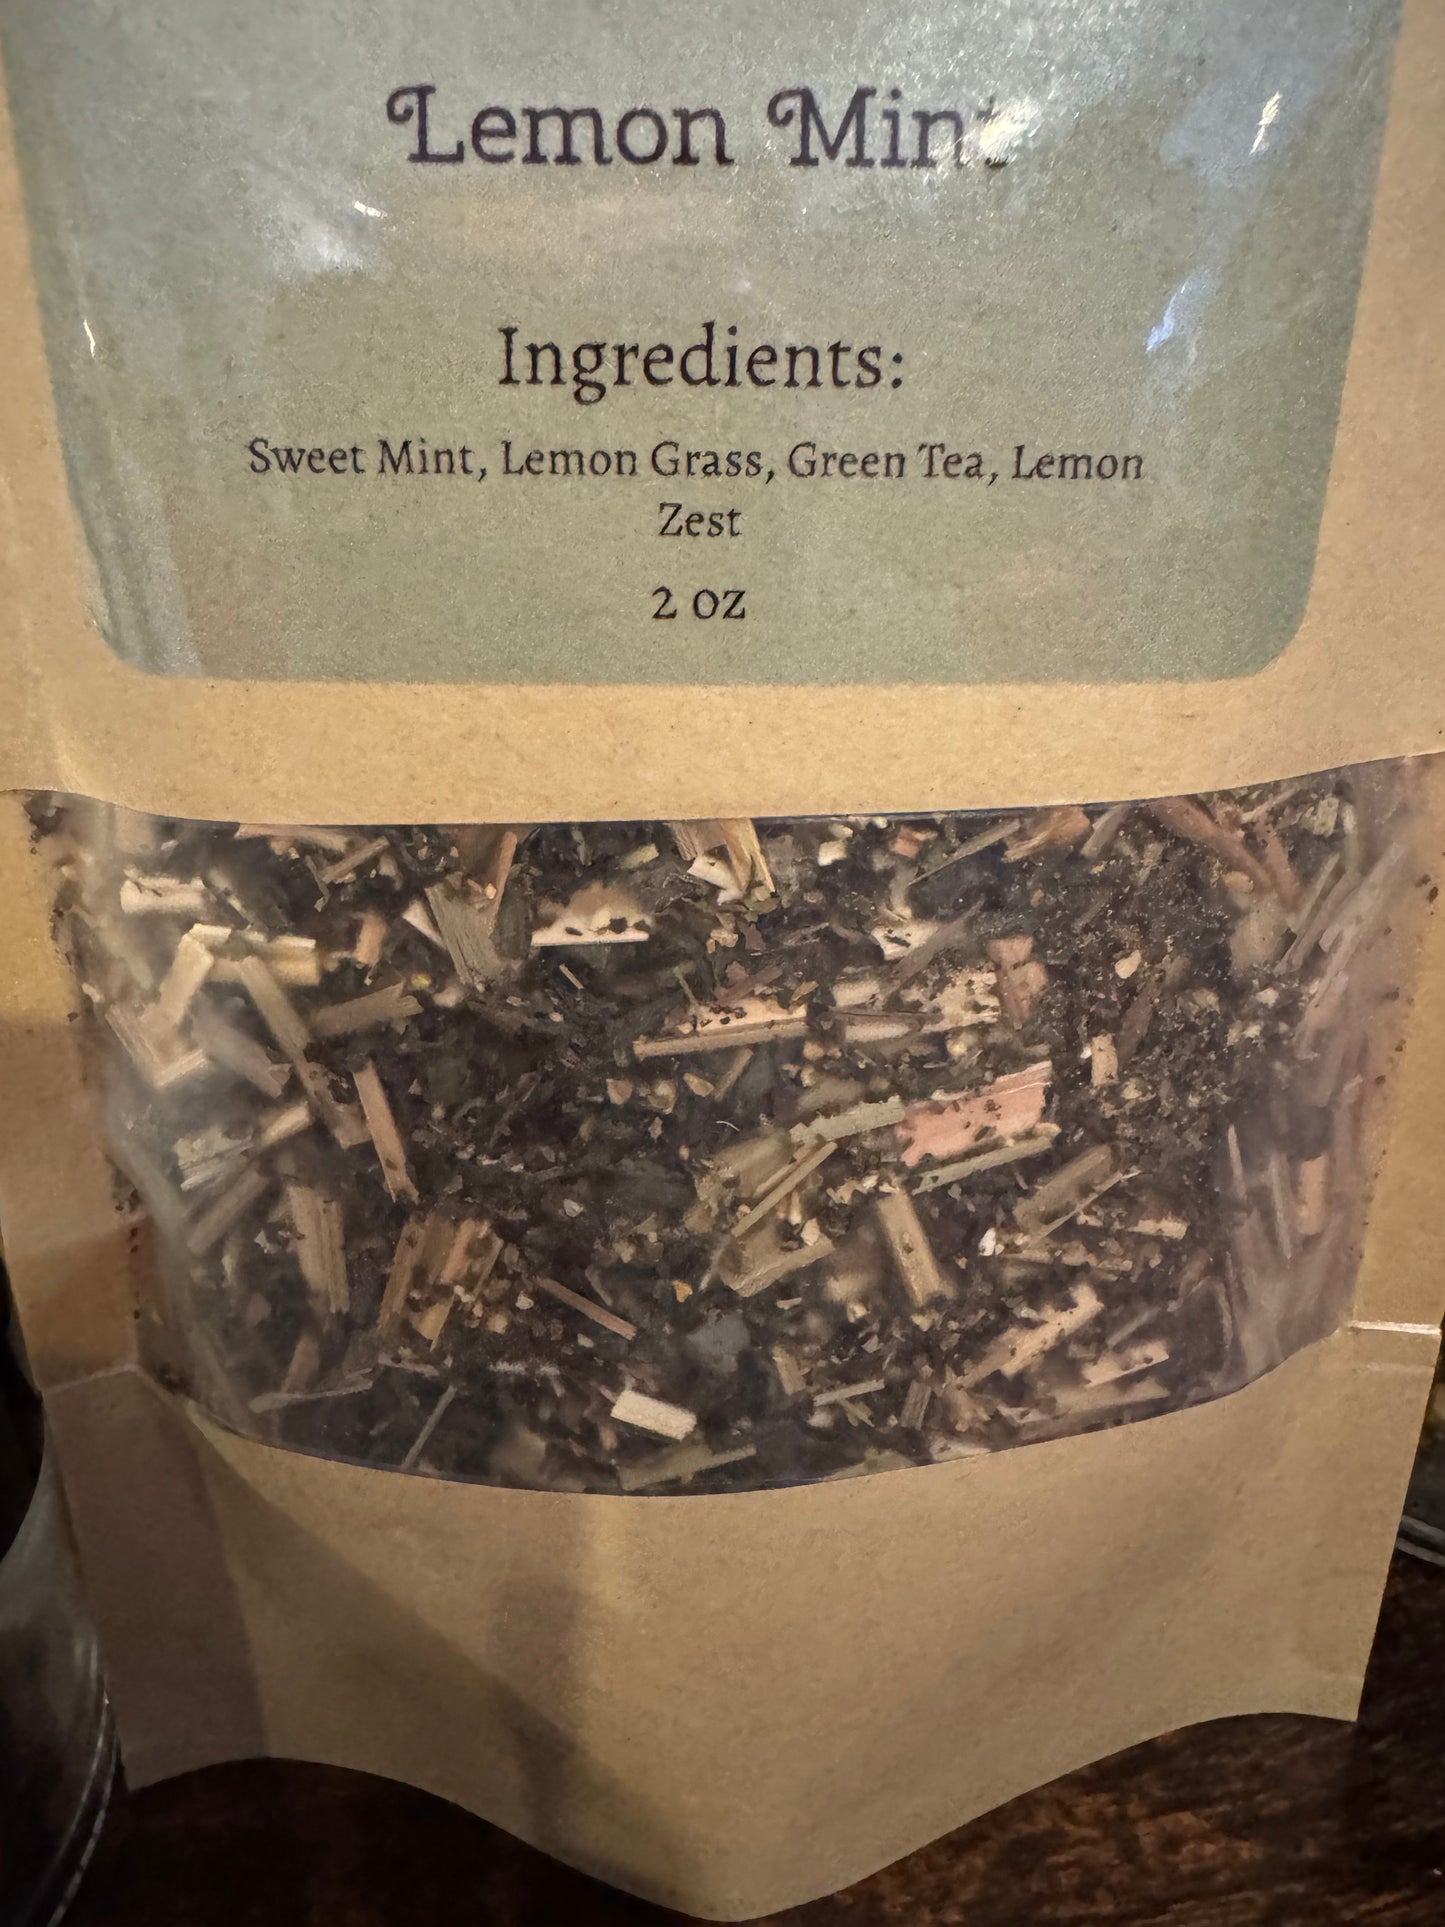 Lemon Mint
Ingredients:
Sweet Mint, Lemon Grass, Green Tea, Lemon
Zest
2 oz